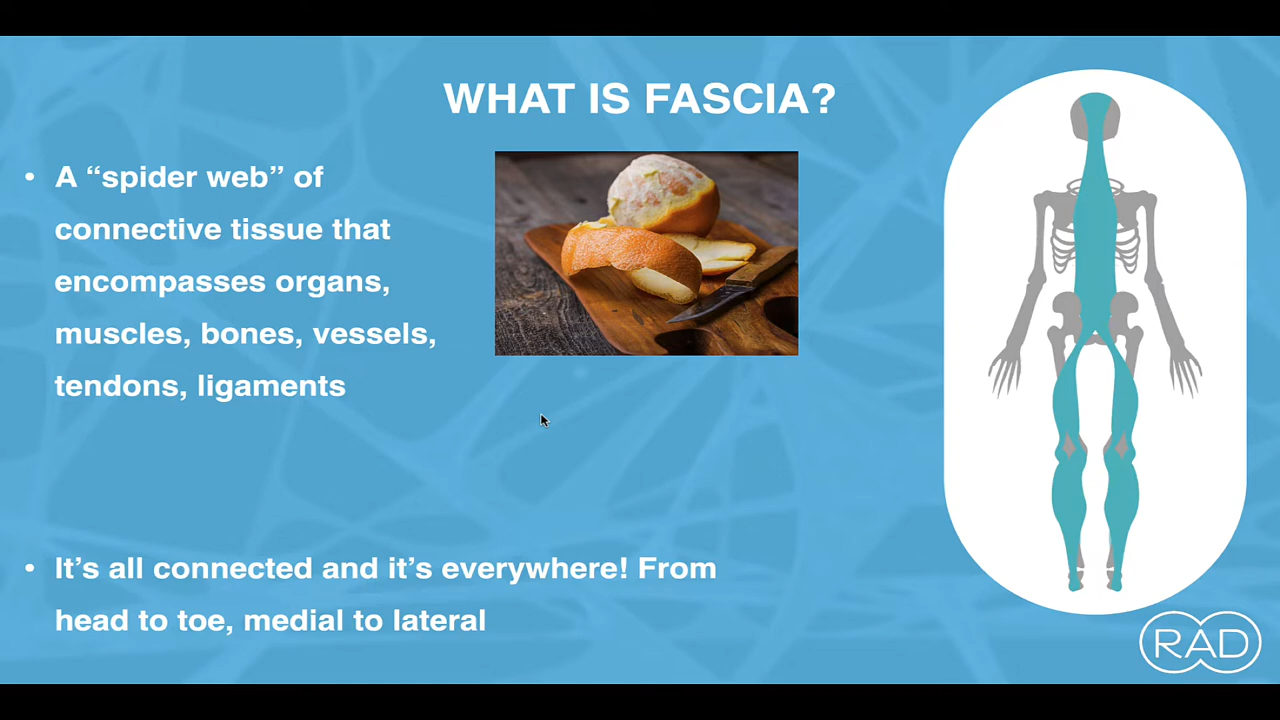 WHAT IS FASCIA?
• A “spider web” of
connective tissue that
encompasses organs,
muscles, bones, vessels,
tendons, ligaments
• It’s all connected and it’s everywhere! From
head to toe, medial to lateral
RAD